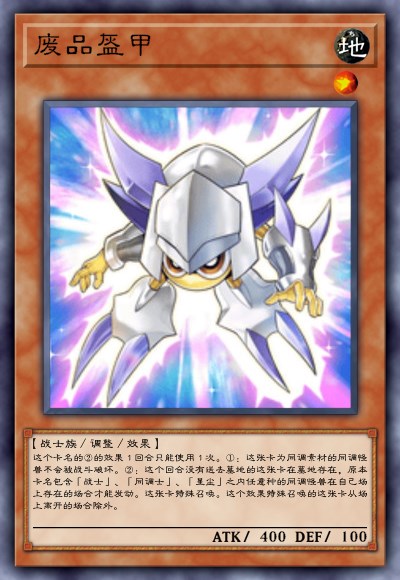 废品盔甲
地
【战士族／调整／效果】
这个卡名的②的效果1回合只能使用1次。①：这张卡为同调素材的同调怪
兽不会被战斗破坏。②：这个回合没有送去墓地的这张卡在墓地存在，原本
卡名包含「战士」、「同调士」、「星尘」之内任意种的同调怪兽在自己场
上存在的场合才能发动。这张卡特殊召唤。这个效果特殊召唤的这张卡从场
上离开的场合除外。
ATK/ 400 DEF/ 100